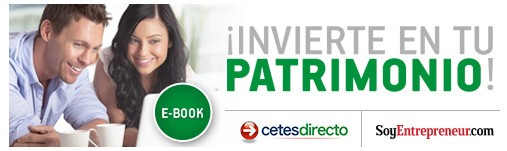 ¡INVIERTE EN TU
PATRIMONIO!
E-BOOK
cetesdirecto
SoyEntrepreneur.com